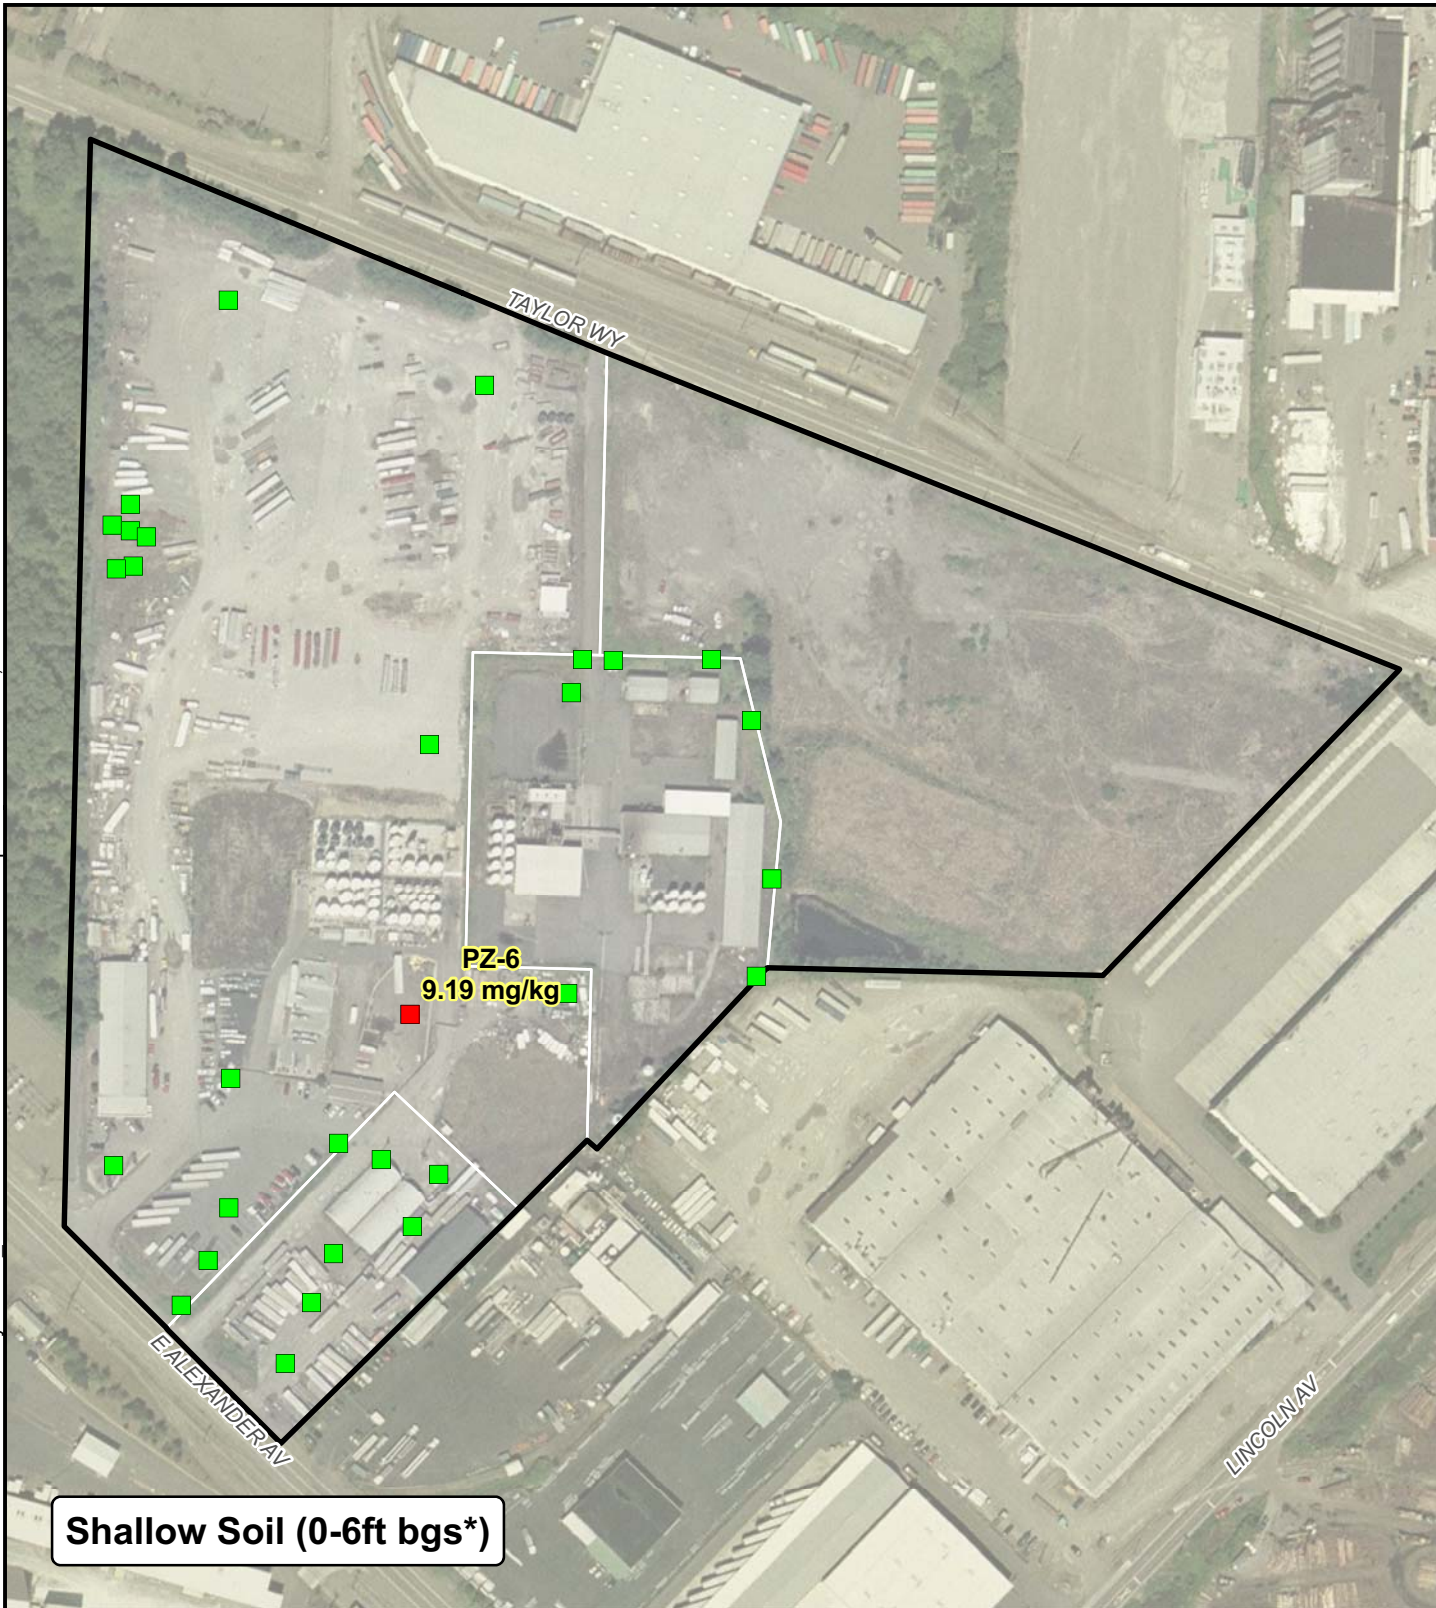 TAYLOR WY
PZ-6
9.19 mg/kg
E ALEXANDER AV
LINCOLN AV
Shallow Soil (0-6ft bgs*)